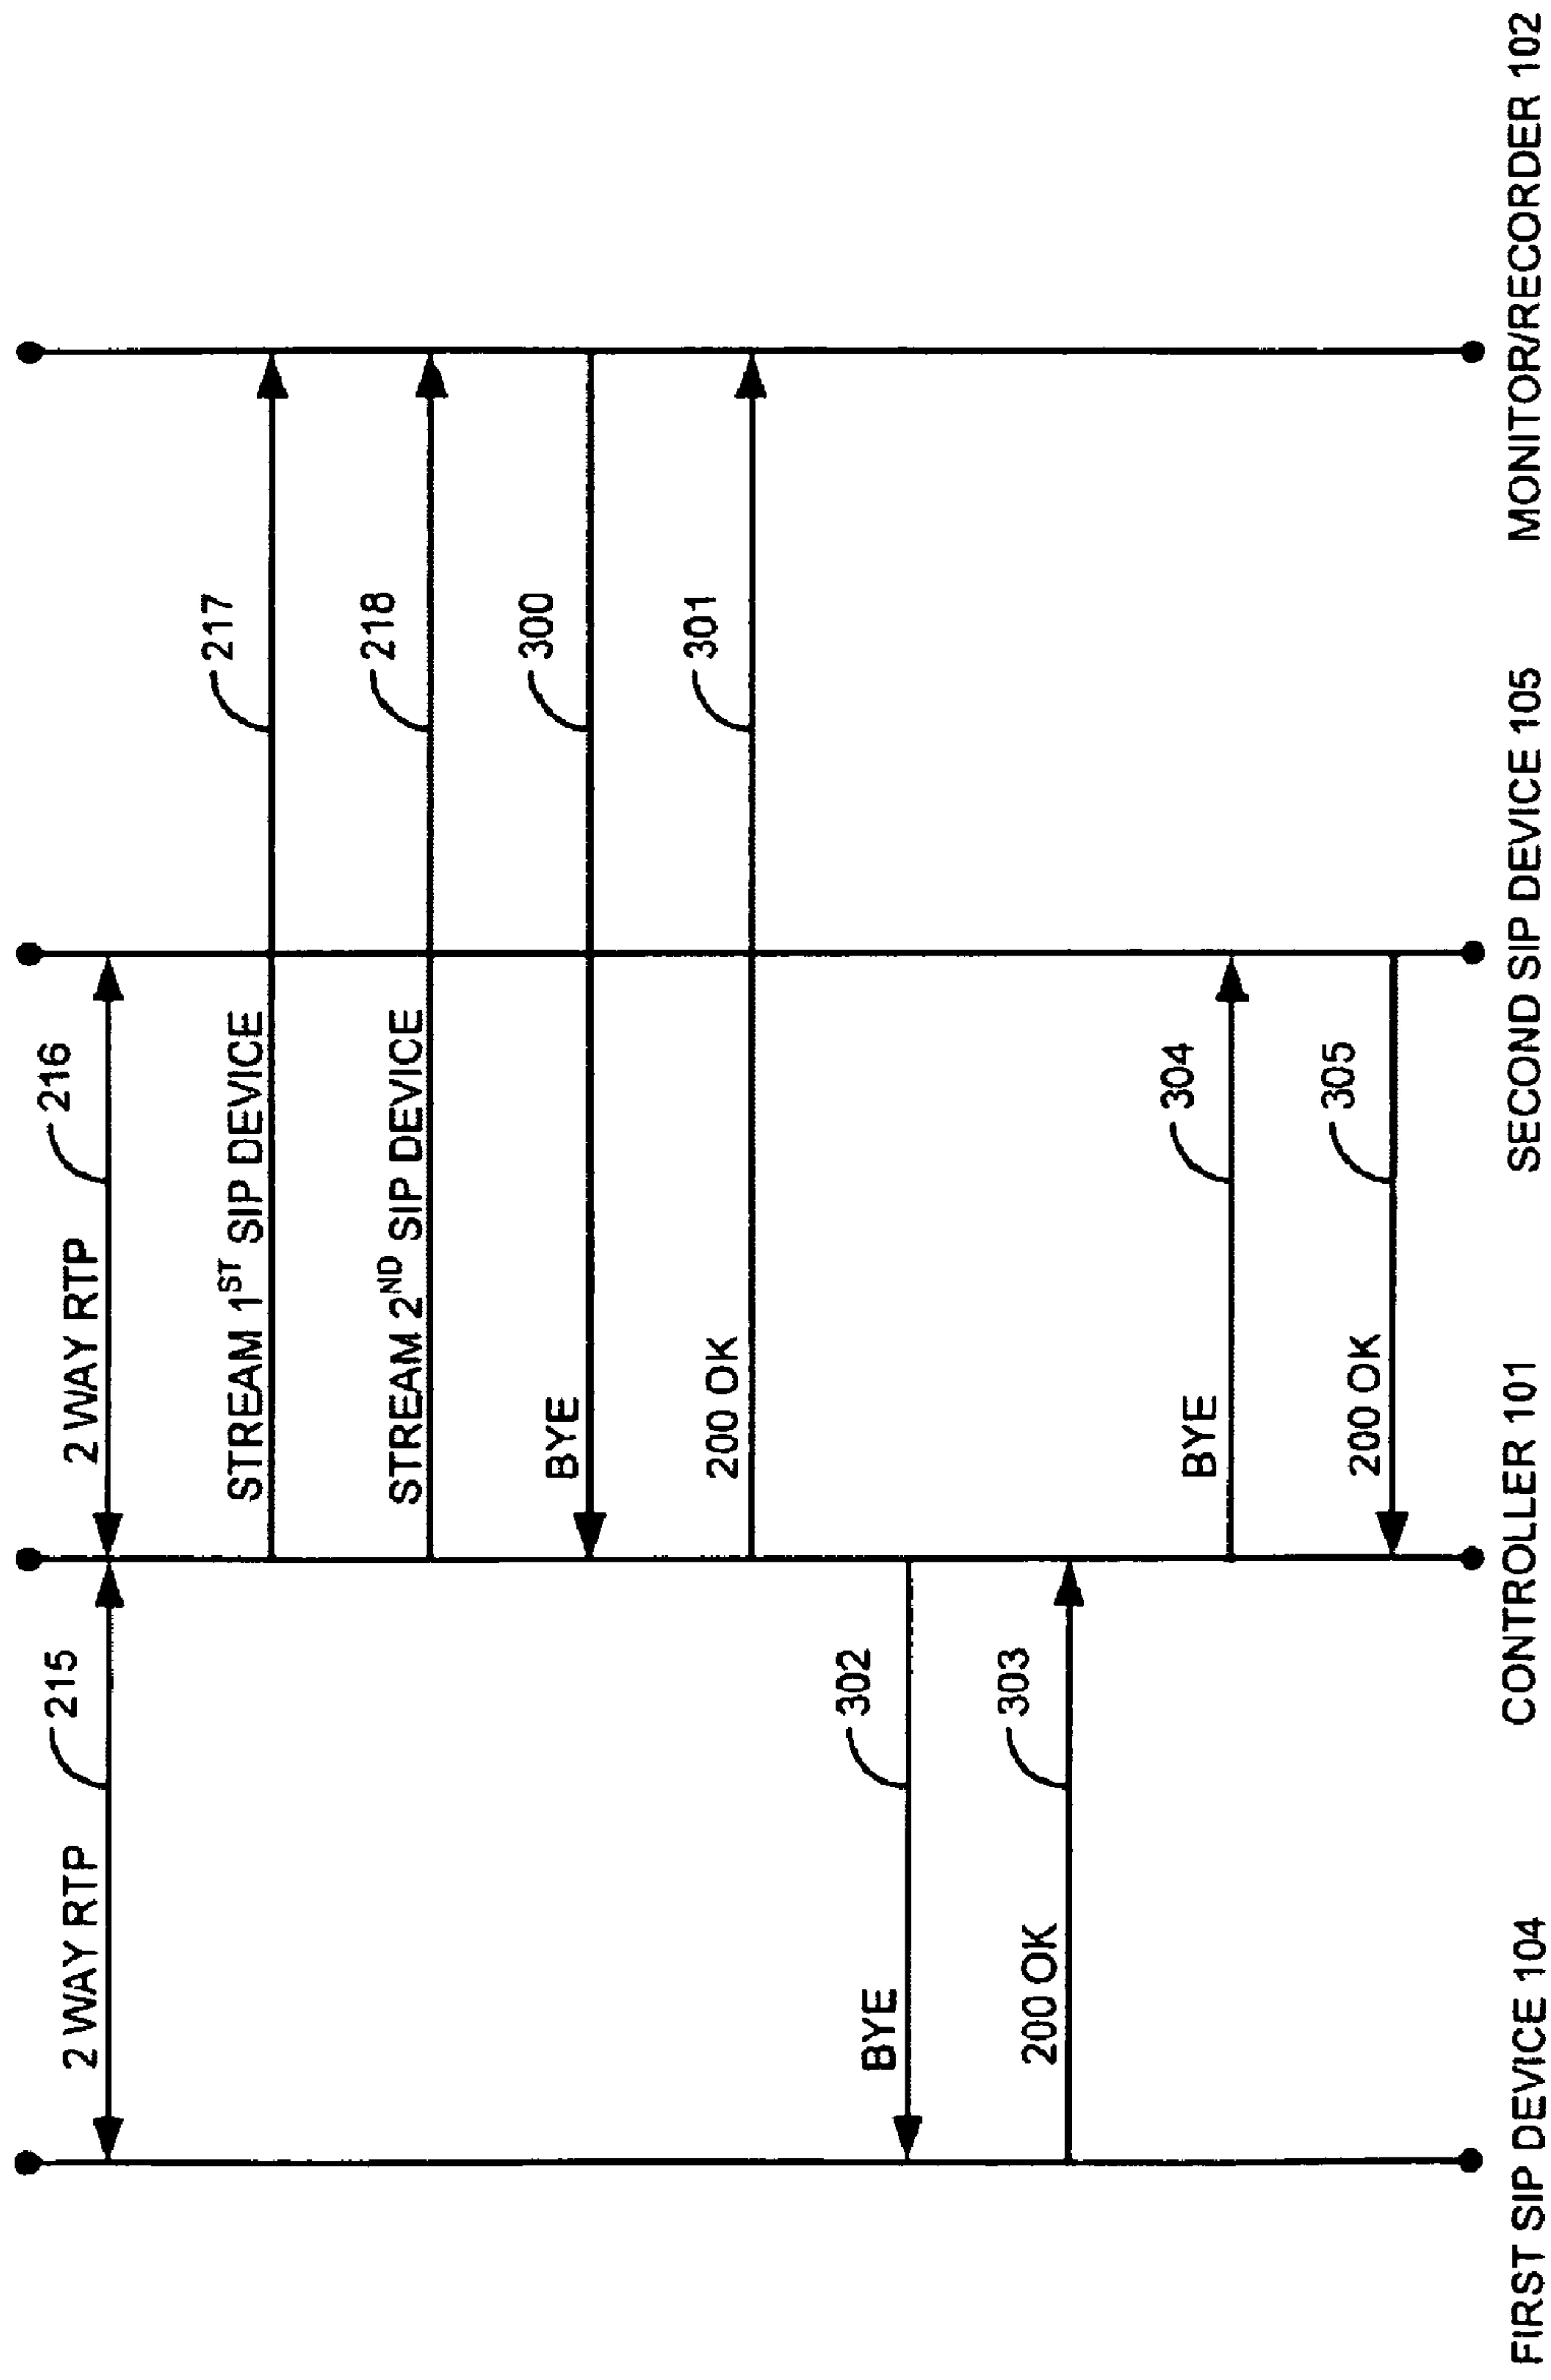 2 WAY RTP
215
2 WAY RTP
216
STREAM 1ST SIP DEVICE
217
STREAM 2ND SIP DEVICE
218
BYE
300
200 OK
301
BYE
302
200 OK
303
BYE
304
200 OK
305
FIRST SIP DEVICE 104
CONTROLLER 101
SECOND SIP DEVICE 105
MONITOR/RECORDER 102